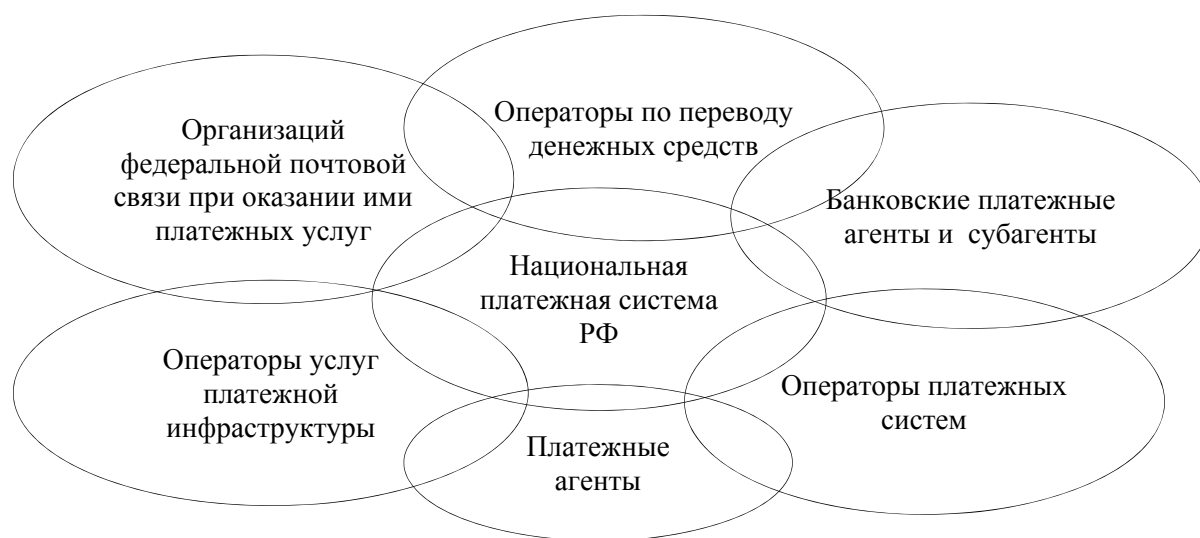 Организаций
федеральной почтовой
связи при оказании ими
платежных услуг
Операторы по переводу
денежных средств
Банковские платежные
агенты и субагенты
Национальная
платежная система
РФ
Операторы услуг
платежной
инфраструктуры
Платежные
агенты
Операторы платежных
систем